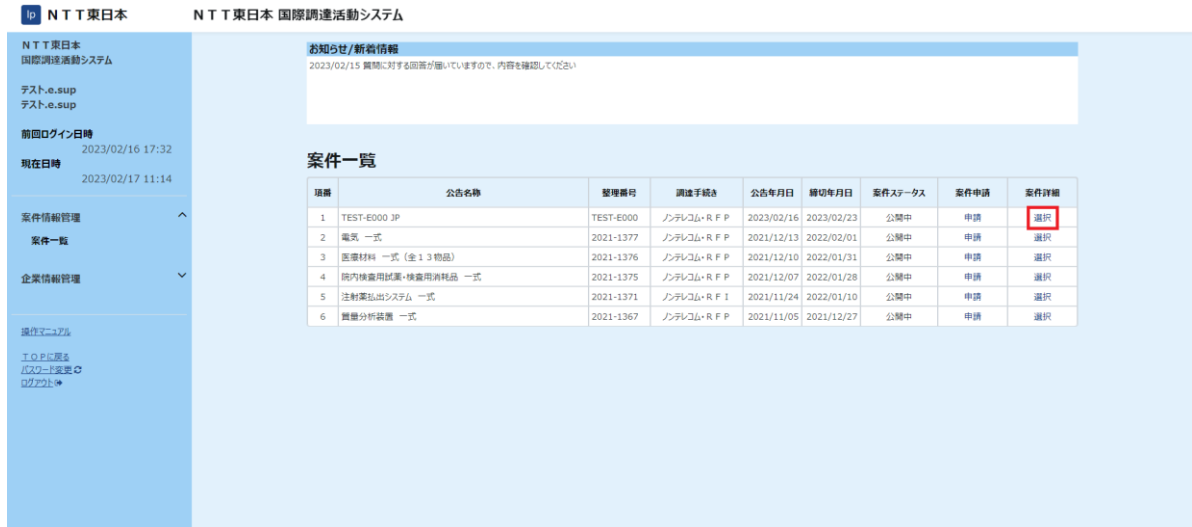 Ip ＮＴＴ東日本 ＮＴＴ東日本 国際調達活動システム
ＮＴＴ東日本
国際調達活動システム
テスト.e.sup
テスト.e.sup
前回ログイン日時
2023/02/16 17:32
現在日時
2023/02/17 11:14
案件情報管理
案件一覧
企業情報管理
操作マニュアル
ＴＯＰに戻る
パスワード変更
ログアウト
お知らせ/新着情報
2023/02/15 質問に対する回答が届いていますので、内容を確認してください
案件一覧
項番 公告名称 整理番号 調達手続き 公告年月日 締切年月日 案件ステータス 案件申請 案件詳細
1 TEST-E000 JP TEST-E000 ノンテレコム・ＲＦＰ 2023/02/16 2023/02/23 公開中 申請 選択
2 電気 一式 2021-1377 ノンテレコム・ＲＦＰ 2021/12/13 2022/02/01 公開中 申請 選択
3 医療材料 一式（全１３物品） 2021-1376 ノンテレコム・ＲＦＰ 2021/12/10 2022/01/31 公開中 申請 選択
4 院内検査用試薬・検査用消耗品 一式 2021-1375 ノンテレコム・ＲＦＰ 2021/12/07 2022/01/28 公開中 申請 選択
5 注射薬払出システム 一式 2021-1371 ノンテレコム・ＲＦＩ 2021/11/24 2022/01/10 公開中 申請 選択
6 質量分析装置 一式 2021-1367 ノンテレコム・ＲＦＰ 2021/11/05 2021/12/27 公開中 申請 選択